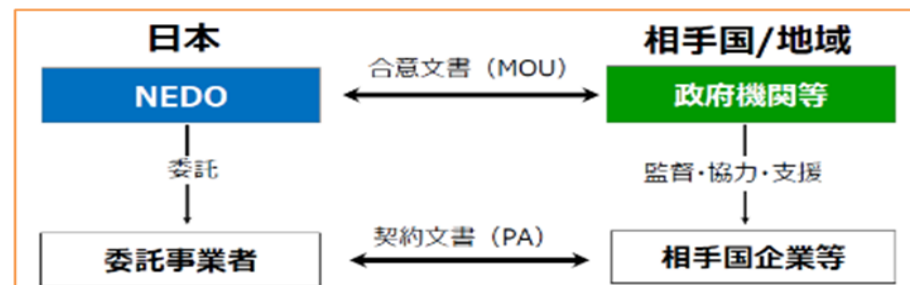 日本
相手国/地域
NEDO
合意文書（MOU）
政府機関等
委託
監督･協力･支援
委託事業者
契約文書（PA）
相手国企業等